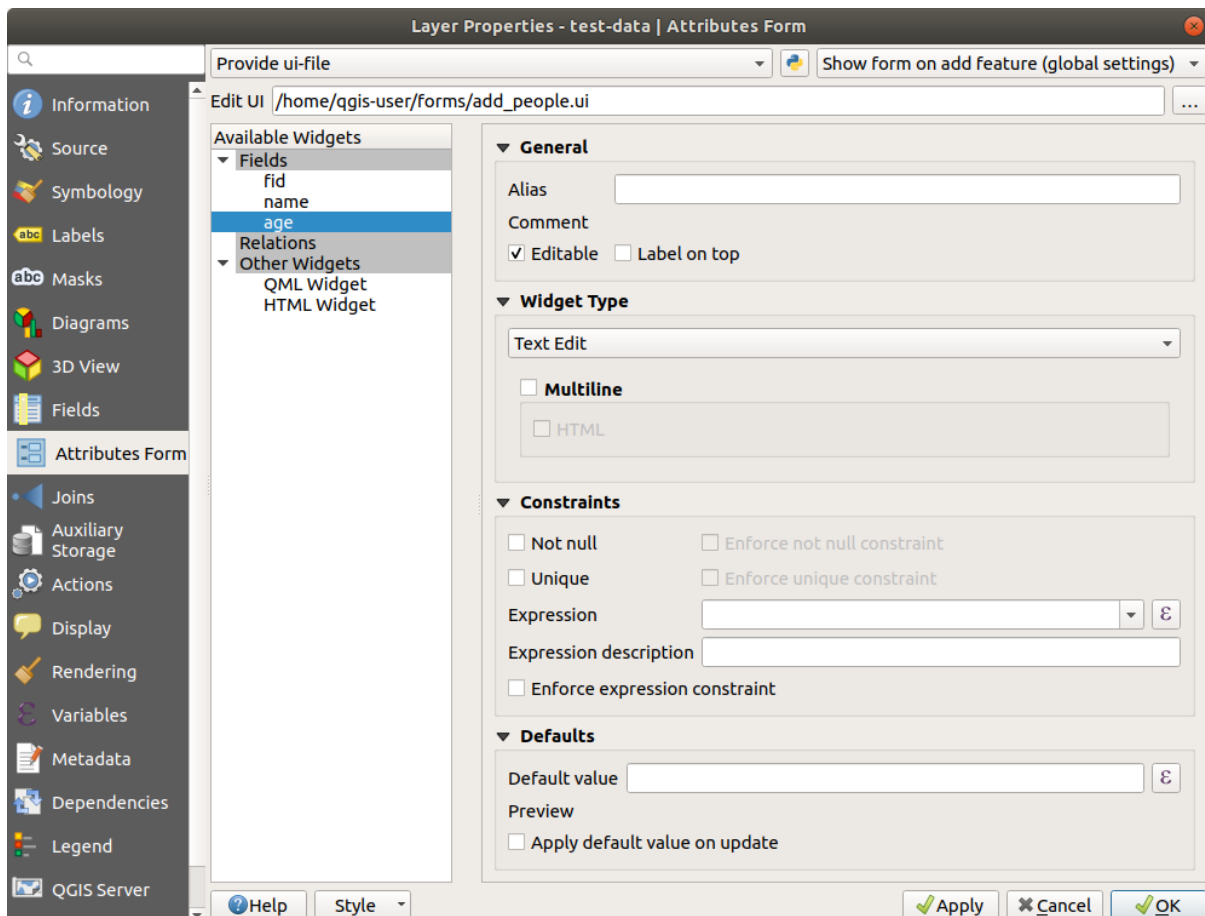 Layer Properties - test-data | Attributes Form
Provide ui-file
Show form on add feature (global settings)
Edit UI /home/qgis-user/forms/add_people.ui
...
Information
Source
Symbology
abc Labels
abc Masks
Diagrams
3D View
Fields
Attributes Form
Joins
Auxiliary
Storage
Actions
Display
Rendering
Variables
Metadata
Dependencies
Legend
QGIS Server
Available Widgets
Fields
fid
name
age
Relations
Other Widgets
QML Widget
HTML Widget
General
Alias
Comment
Editable Label on top
Widget Type
Text Edit
Multiline
HTML
Constraints
Not null Enforce not null constraint
Unique Enforce unique constraint
Expression ε
Expression description
Enforce expression constraint
Defaults
Default value ε
Preview
Apply default value on update
Help Style Apply Cancel OK